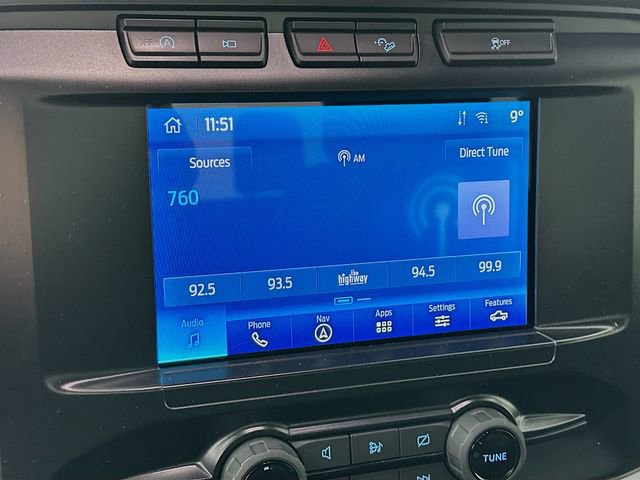 OFF A
OFF
11:51
9°
Sources
AM
Direct Tune
760
92.5
93.5
the highway
94.5
99.9
Audio
Phone
Nav
Apps
Settings
Features
TUNE